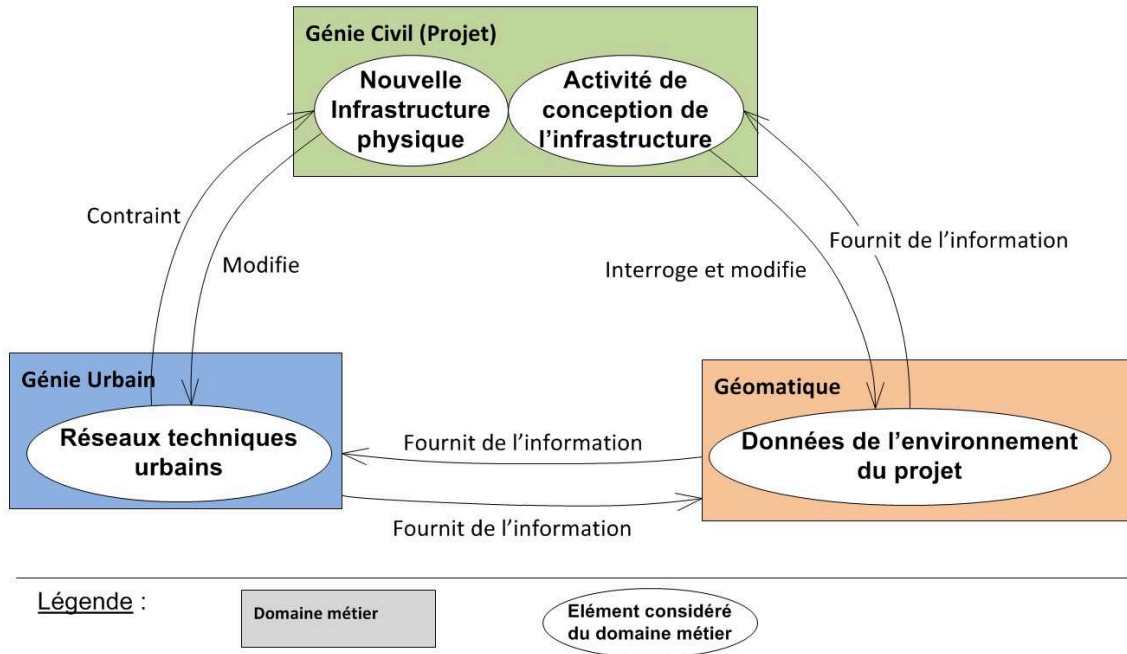 Génie Civil (Projet)
Nouvelle
Infrastructure
physique
Activité de
conception de
l'infrastructure
Contraint
Modifie
Fournit de l'information
Interroge et modifie
Génie Urbain
Réseaux techniques
urbains
Géomatique
Données de l'environnement
du projet
Fournit de l'information
Fournit de l'information
Légende :
Domaine métier
Elément considéré
du domaine métier